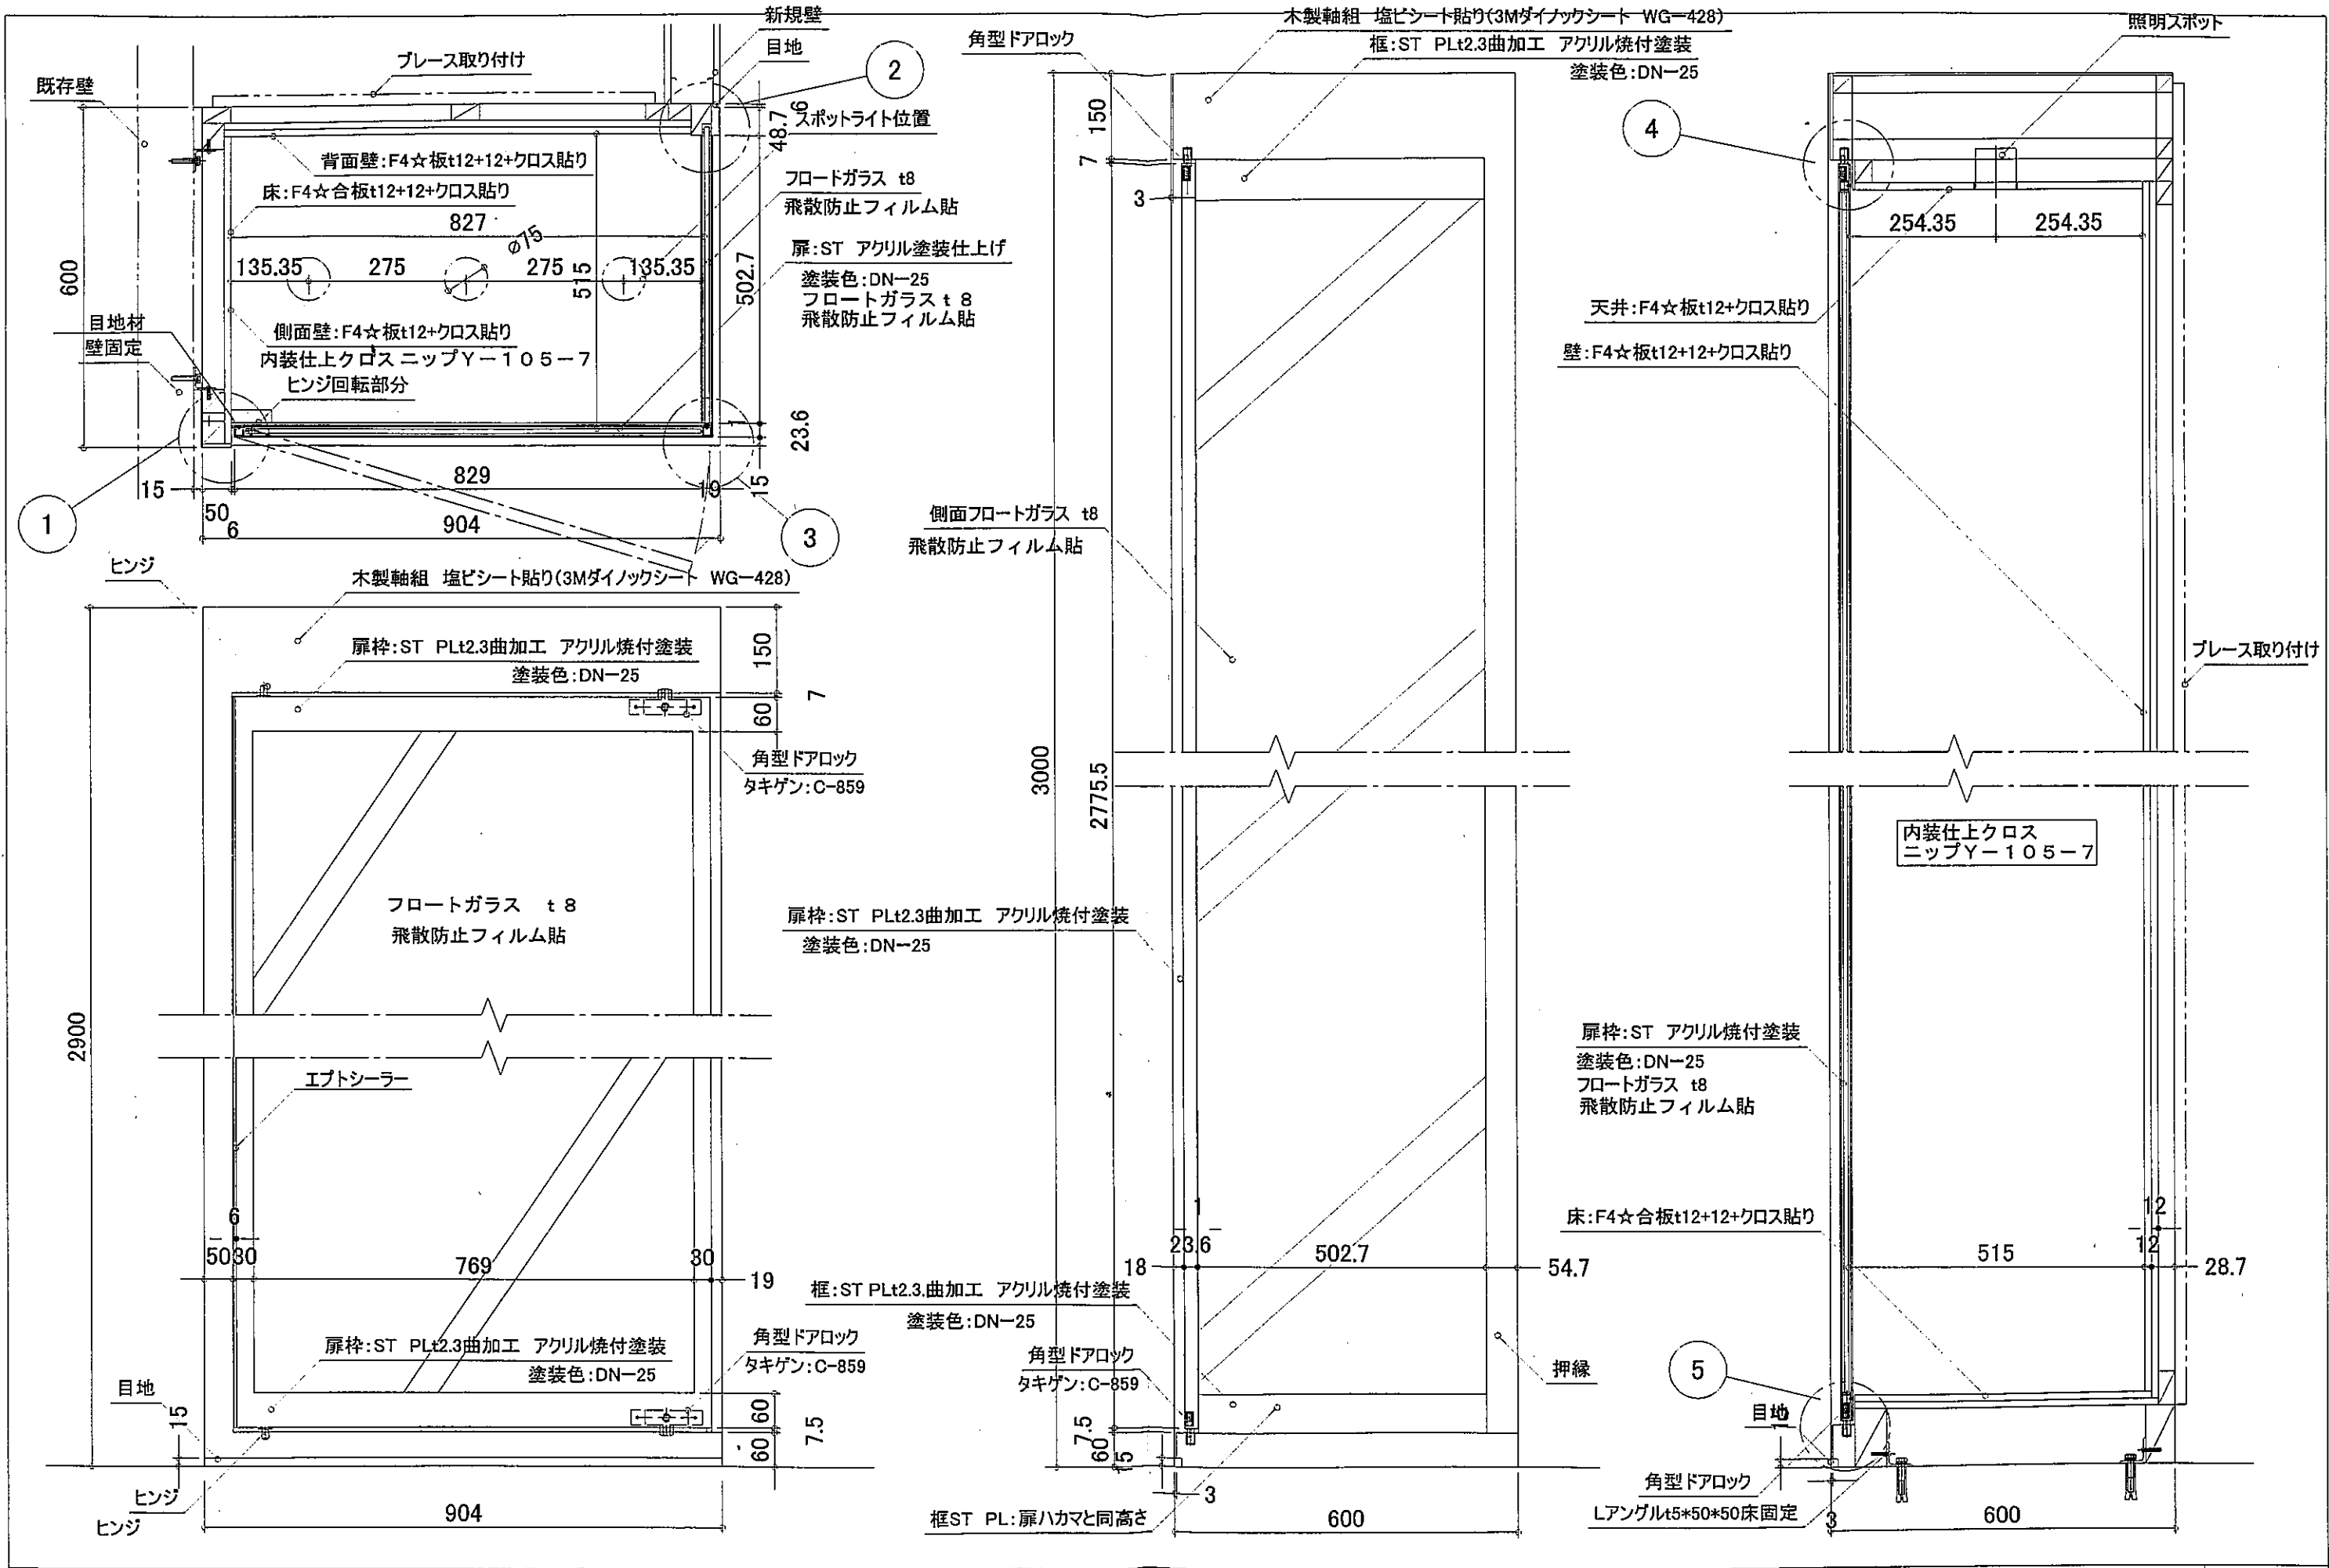 新規壁
目地
ブレース取り付け
既存壁
2
48.7
6
スポットライト位置
背面壁:F4☆板t12+12+クロス貼り
床:F4☆合板t12+12+クロス貼り
フロードガラス t8
飛散防止フィルム貼
827
φ75
600
135.35
275
275
135.35
515
502.7
扉:ST アクリル塗装仕上げ
塗装色:DN-25
フロートガラス t 8
飛散防止フィルム貼
目地材
壁固定
側面壁:F4☆板t12+クロス貼り
内装仕上クロス ニップY-105-7
ヒンジ回転部分
1
23.6
15
829
19
15
50
6
904
1
3
ヒンジ
木製軸組 塩ビシート貼り(3Mダイノックシート WG-428)
扉枠:ST PLt2.3曲加工 アクリル焼付塗装
塗装色:DN-25
150
7
60
角型ドアロック
タキゲン:C-859
フロートガラス t 8
飛散防止フィルム貼
2900
エプトシーラー
6
50
30
769
30
19
扉枠:ST PLt2.3曲加工 アクリル焼付塗装
塗装色:DN-25
角型ドアロック
タキゲン:C-859
目地
15
60
7.5
60
ヒンジ
ヒンジ
904
木製軸組 塩ビシート貼り(3Mダイノックシート WG-428)
角型ドアロック
框:ST PLt2.3曲加工 アクリル焼付塗装
塗装色:DN-25
150
7
3
側面フロートガラス t8
飛散防止フィルム貼
3000
2775.5
扉枠:ST PLt2.3曲加工 アクリル焼付塗装
塗装色:DN-25
1
23.6
18
502.7
54.7
框:ST PLt2.3.曲加工 アクリル焼付塗装
塗装色:DN-25
角型ドアロック
タキゲン:C-859
押縁
7.5
60
15
3
框ST PL:扉ハカマと同高さ
600
照明スポット
4
254.35
254.35
天井:F4☆板t12+クロス貼り
壁:F4☆板t12+12+クロス貼り
ブレース取り付け
内装仕上クロス
ニップY-105-7
扉枠:ST アクリル焼付塗装
塗装色:DN-25
フロートガラス t8
飛散防止フィルム貼
床:F4☆合板t12+12+クロス貼り
12
12
515
28.7
5
目地
角型ドアロック
Lアングルt5*50*50床固定
3
600